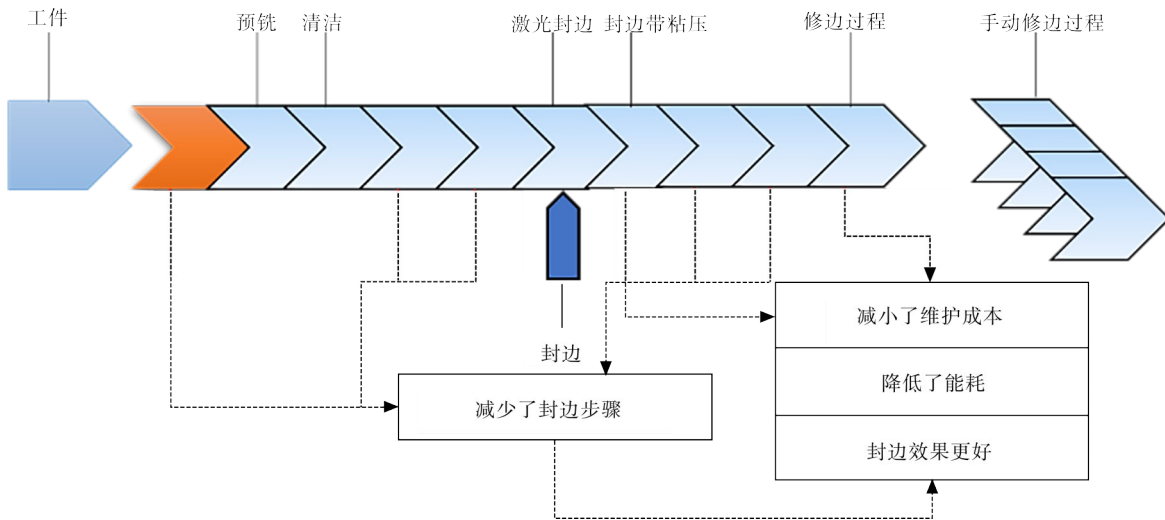 工件
预铣
清洁
激光封边
封边带粘压
修边过程
手动修边过程
封边
减小了维护成本
降低了能耗
减少了封边步骤
封边效果更好